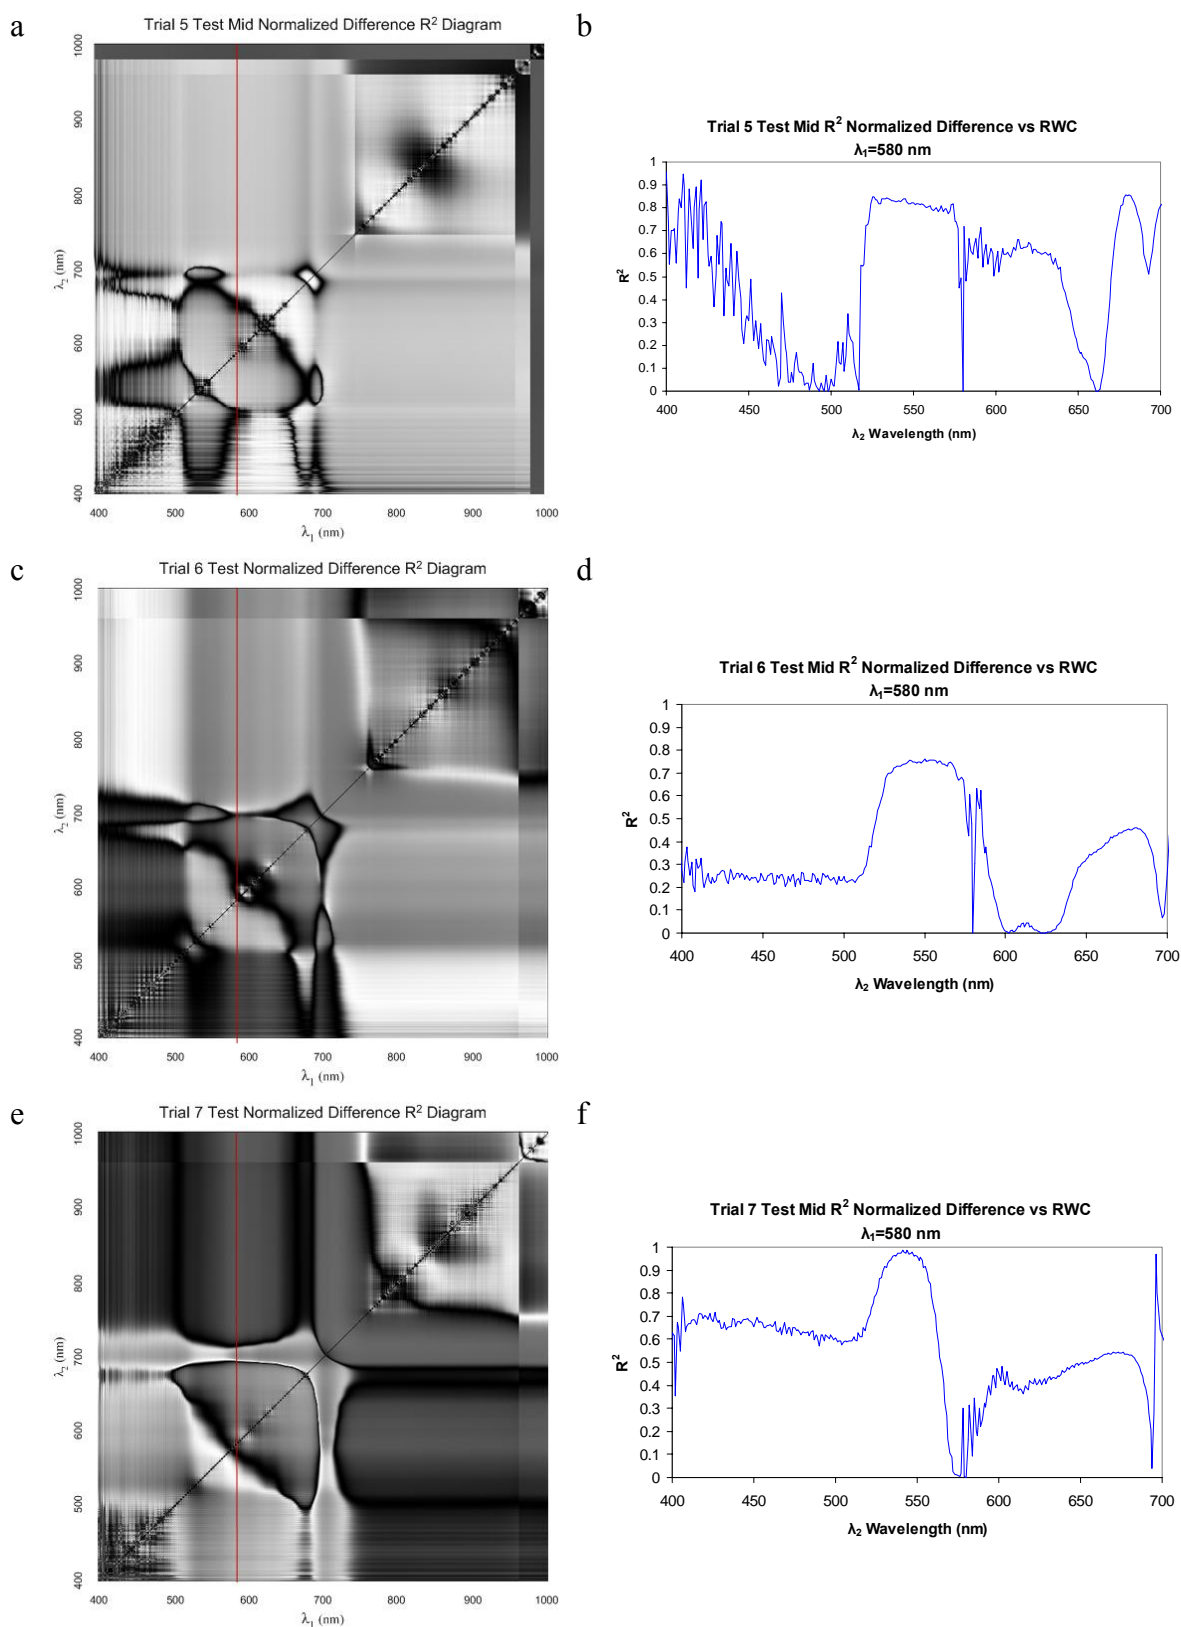 a
Trial 5 Test Mid Normalized Difference R² Diagram
1000
900
800
700
600
500
400
λ₂ (nm)
400 500 600 700 800 900 1000
λ₁ (nm)
b
Trial 5 Test Mid R² Normalized Difference vs RWC
λ₁=580 nm
1
0.9
0.8
0.7
0.6
0.5
0.4
0.3
0.2
0.1
0
R²
400 450 500 550 600 650 700
λ₂ Wavelength (nm)
c
Trial 6 Test Normalized Difference R² Diagram
1000
900
800
700
600
500
400
λ₂ (nm)
400 500 600 700 800 900 1000
λ₁ (nm)
d
Trial 6 Test Mid R² Normalized Difference vs RWC
λ₁=580 nm
1
0.9
0.8
0.7
0.6
0.5
0.4
0.3
0.2
0.1
0
R²
400 450 500 550 600 650 700
λ₂ Wavelength (nm)
e
Trial 7 Test Normalized Difference R² Diagram
1000
900
800
700
600
500
400
λ₂ (nm)
400 500 600 700 800 900 1000
λ₁ (nm)
f
Trial 7 Test Mid R² Normalized Difference vs RWC
λ₁=580 nm
1
0.9
0.8
0.7
0.6
0.5
0.4
0.3
0.2
0.1
0
R²
400 450 500 550 600 650 700
λ₂ Wavelength (nm)